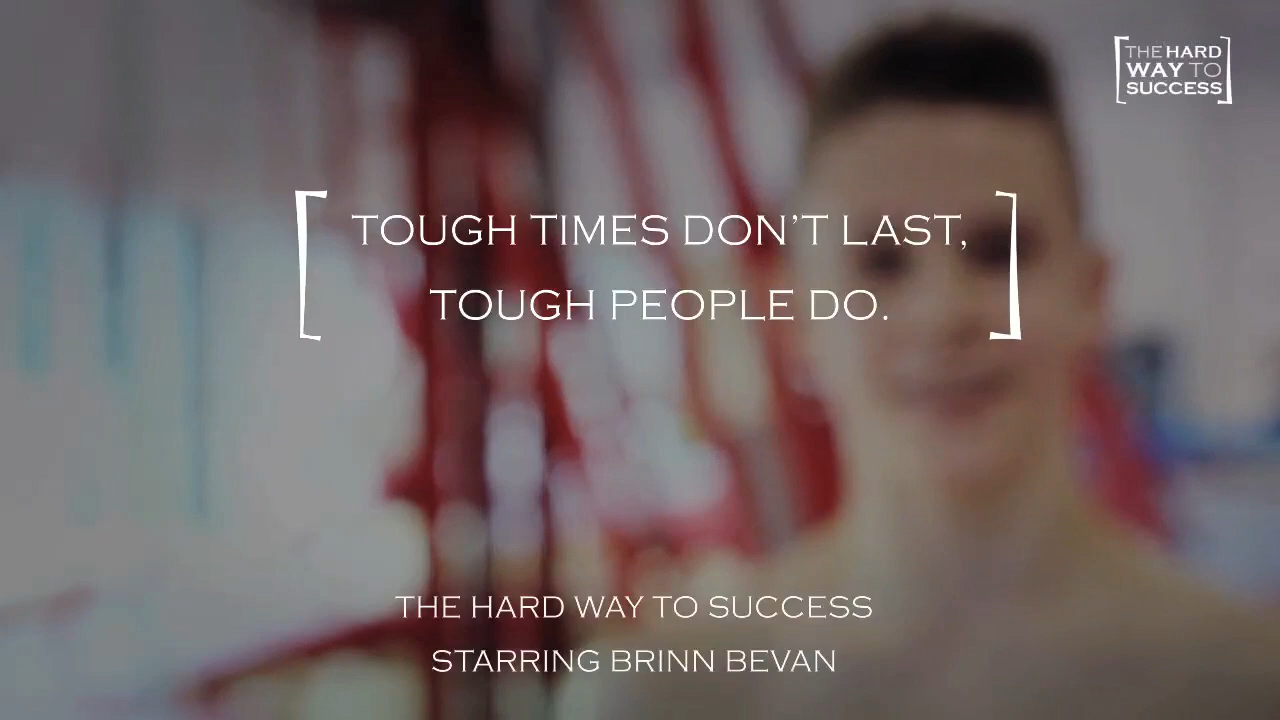 THE HARD
WAY TO
SUCCESS
TOUGH TIMES DON’T LAST,
TOUGH PEOPLE DO.
THE HARD WAY TO SUCCESS
STARRING BRINN BEVAN